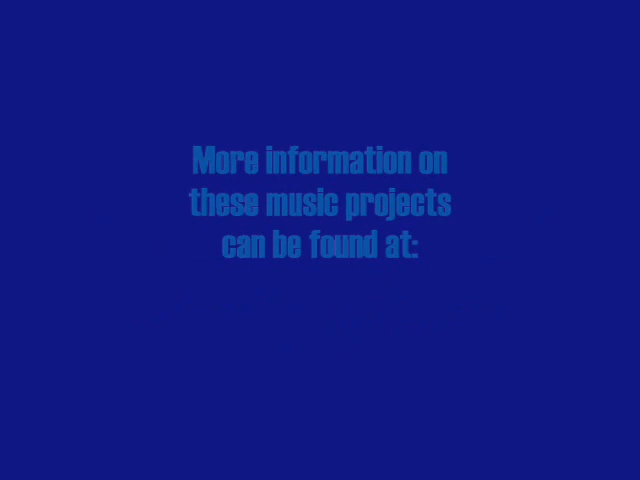 More information on
these music projects
can be found at: